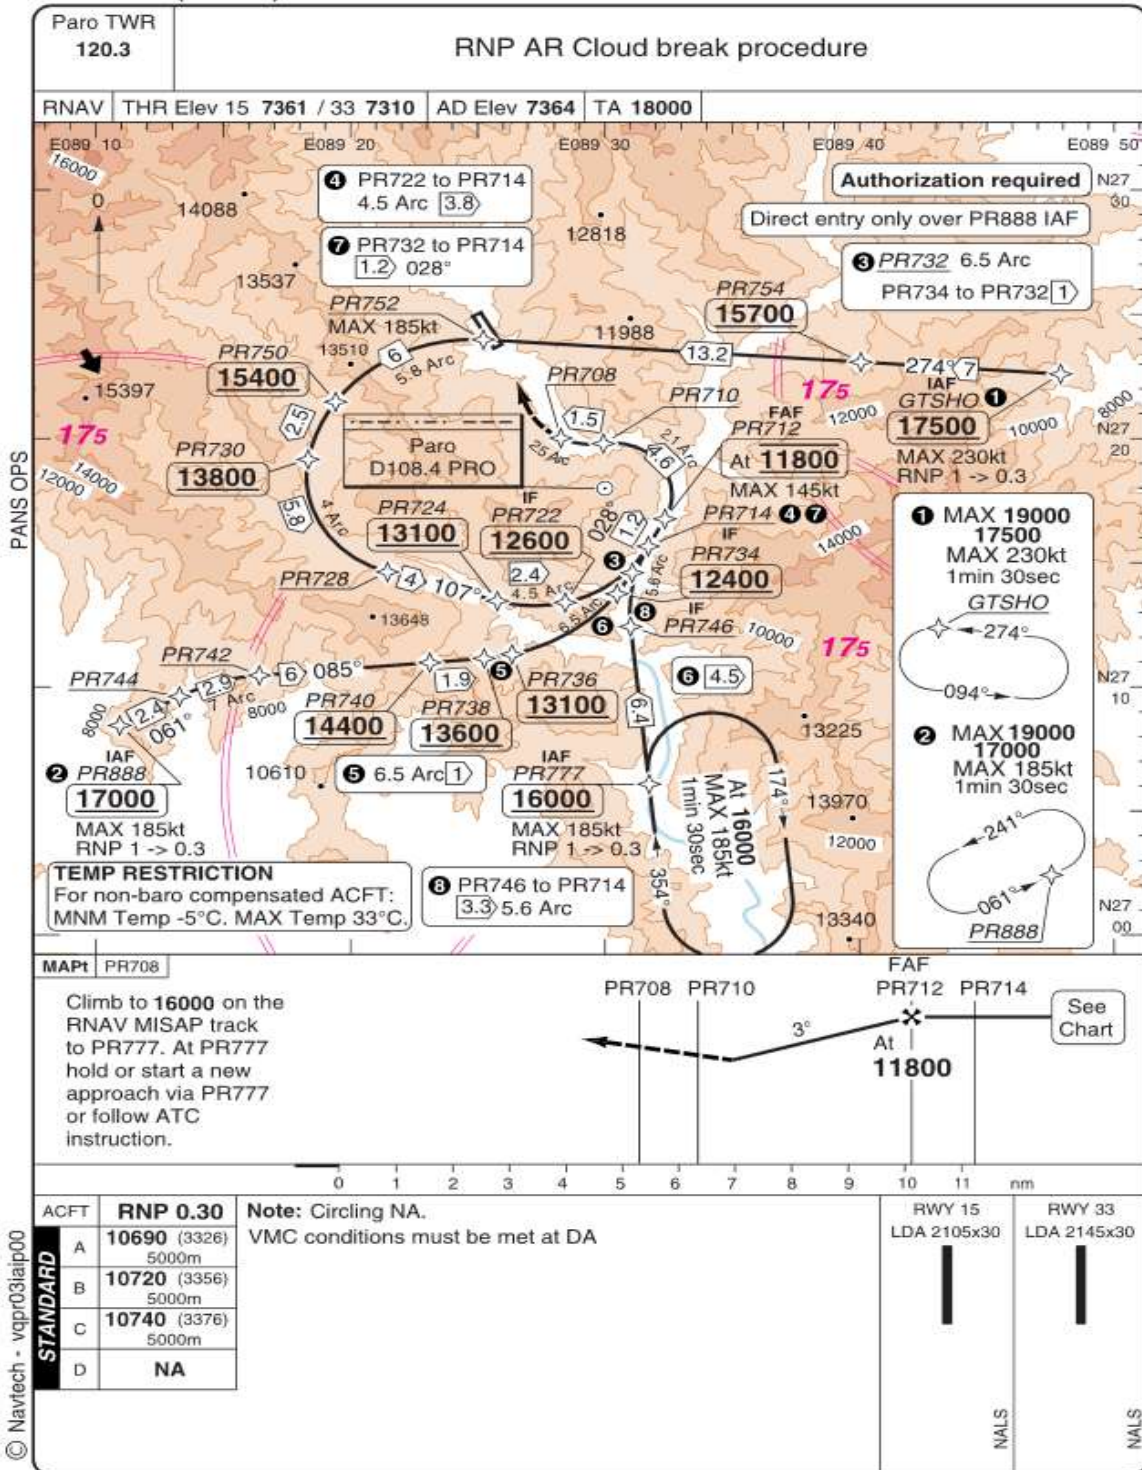 Paro TWR
120.3
RNP AR Cloud break procedure
RNAV THR Elev 15 7361 / 33 7310 AD Elev 7364 TA 18000
PANS OPS
E089 10
E089 20
E089 30
E089 40
E089 50
16000
0
14088
13537
❹ PR722 to PR714
4.5 Arc 3.8
❼ PR732 to PR714
1.2 028°
12818
Authorization required
N27
30
Direct entry only over PR888 IAF
❸ PR732 6.5 Arc
PR734 to PR732 1
PR752
MAX 185kt
13510
11988
PR754
15700
13.2
274° 7
IAF
GTSHO ❶
17500
MAX 230kt
RNP 1 -> 0.3
8000
10000
N27
20
15397
175
12000
14000
PR750
15400
6
5.8 Arc
2.5
PR730
13800
5.8
4 Arc
Paro
D108.4 PRO
PR708
1.5
25 Arc
PR710
2.1 Arc
4.6
175
12000
FAF
PR712
At 11800
MAX 145kt
PR714 ❹ ❼
14000
PR724
13100
IF
PR722
12600
2.4
4.5 Arc
028°
1.2
❸
5.6 Arc
IF
PR734
12400
❽ IF
PR746
10000
175
PR728
4 107°
13648
6.5 Arc
❻
❻ 4.5
❶ MAX 19000
17500
MAX 230kt
1min 30sec
GTSHO
274°
094°
N27
10
❷ MAX 19000
17000
MAX 185kt
1min 30sec
241°
061°
PR888
N27
00
PR742
PR744
8000
2.4
061°
2.9
7 Arc
8000
6 085°
1.9
❺
PR740
14400
PR738
13600
PR736
13100
6.4
13225
IAF
❷ PR888
17000
MAX 185kt
RNP 1 -> 0.3
10610
❺ 6.5 Arc 1
IAF
PR777
16000
MAX 185kt
RNP 1 -> 0.3
At 16000
MAX 185kt
1min 30sec
174°
354°
13970
12000
13340
TEMP RESTRICTION
For non-baro compensated ACFT:
MNM Temp -5°C. MAX Temp 33°C.
❽ PR746 to PR714
3.3 5.6 Arc
MAPt PR708
Climb to 16000 on the
RNAV MISAP track
to PR777. At PR777
hold or start a new
approach via PR777
or follow ATC
instruction.
FAF
PR708 PR710 PR712 PR714
3°
At
11800
See
Chart
0 1 2 3 4 5 6 7 8 9 10 11 nm
ACFT RNP 0.30
STANDARD
A 10690 (3326)
5000m
B 10720 (3356)
5000m
C 10740 (3376)
5000m
D NA
Note: Circling NA.
VMC conditions must be met at DA
RWY 15
LDA 2105x30
NALS
RWY 33
LDA 2145x30
NALS
© Navtech - vqpr03iaip00